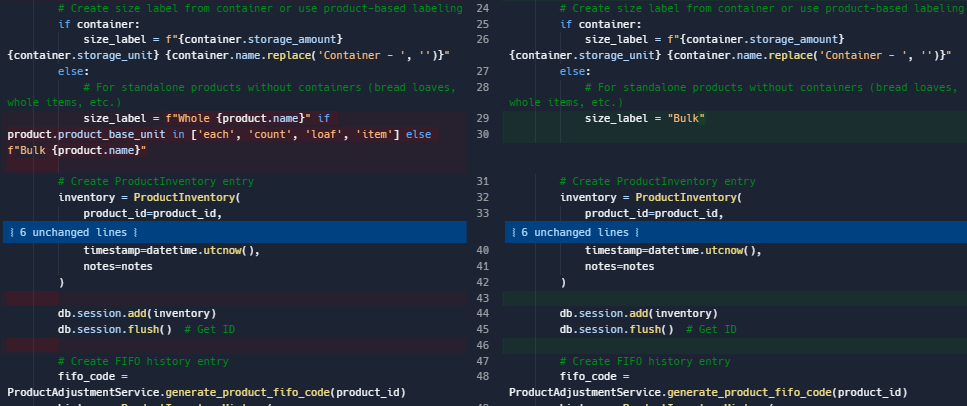 # Create size label from container or use product-based labeling
if container:
size_label = f"{container.storage_amount}
{container.storage_unit} {container.name.replace('Container - ', '')}"
else:
# For standalone products without containers (bread loaves,
whole items, etc.)
size_label = f"Whole {product.name}" if
product.product_base_unit in ['each', 'count', 'loaf', 'item'] else
f"Bulk {product.name}"
# Create ProductInventory entry
inventory = ProductInventory(
product_id=product_id,
6 unchanged lines
timestamp=datetime.utcnow(),
notes=notes
)
db.session.add(inventory)
db.session.flush()  # Get ID
# Create FIFO history entry
fifo_code =
ProductAdjustmentService.generate_product_fifo_code(product_id)
24 # Create size label from container or use product-based labeling
25 if container:
26 size_label = f"{container.storage_amount}
{container.storage_unit} {container.name.replace('Container - ', '')}"
27 else:
28 # For standalone products without containers (bread loaves,
whole items, etc.)
29 size_label = "Bulk"
30
31 # Create ProductInventory entry
32 inventory = ProductInventory(
33 product_id=product_id,
6 unchanged lines
40 timestamp=datetime.utcnow(),
41 notes=notes
42 )
43
44 db.session.add(inventory)
45 db.session.flush()  # Get ID
46
47 # Create FIFO history entry
48 fifo_code =
ProductAdjustmentService.generate_product_fifo_code(product_id)